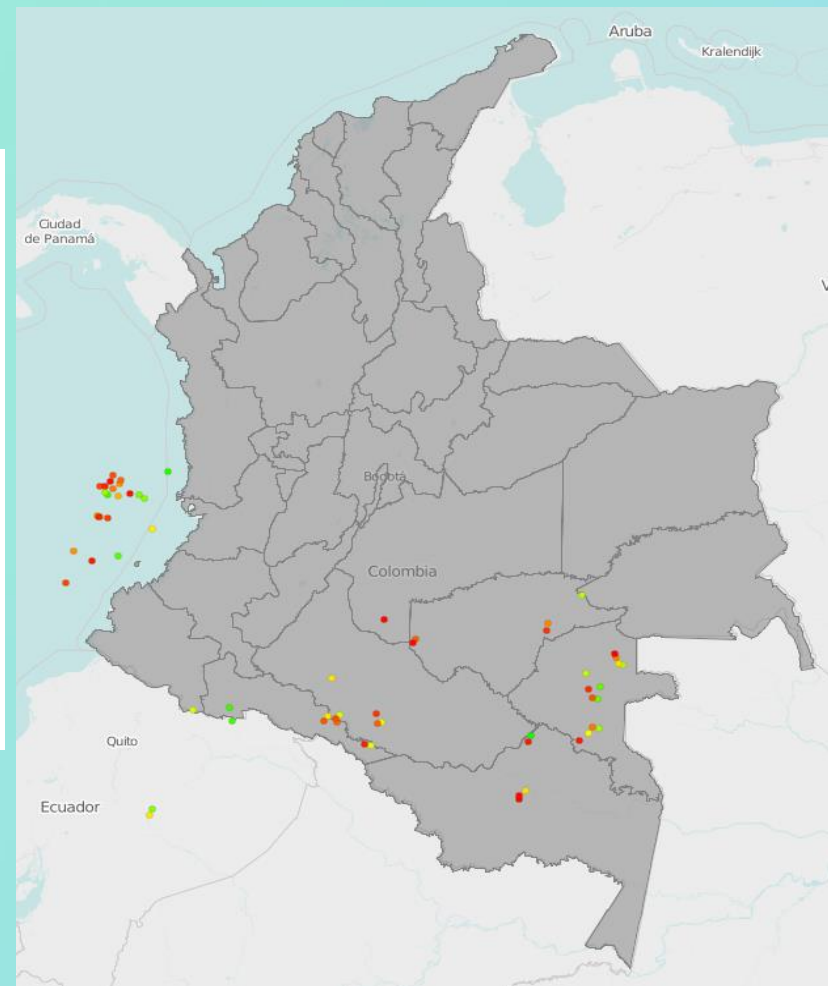 Aruba
Kralendijk
Ciudad
de Panamá
V
Bogotá
Colombia
Quito
Ecuador